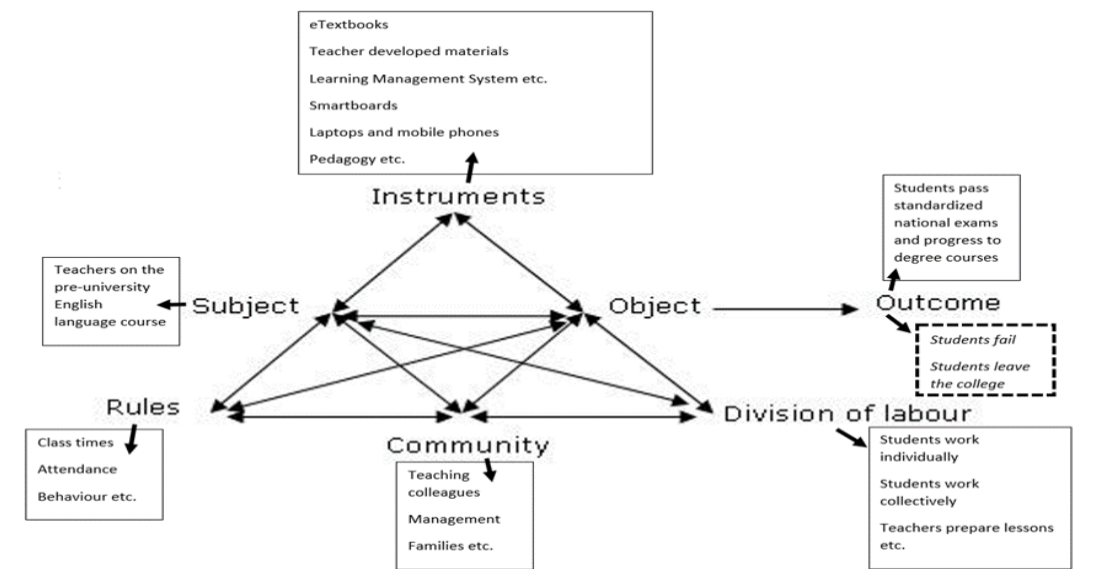 eTextbooks
Teacher developed materials
Learning Management System etc.
Smartboards
Laptops and mobile phones
Pedagogy etc.
Instruments
Students pass
standardized
national exams
and progress to
degree courses
Teachers on the
pre-university
English
language course
Subject
Object
Outcome
Students fail
Students leave
the college
Rules
Division of labour
Class times
Attendance
Behaviour etc.
Community
Teaching
colleagues
Management
Families etc.
Students work
individually
Students work
collectively
Teachers prepare lessons
etc.